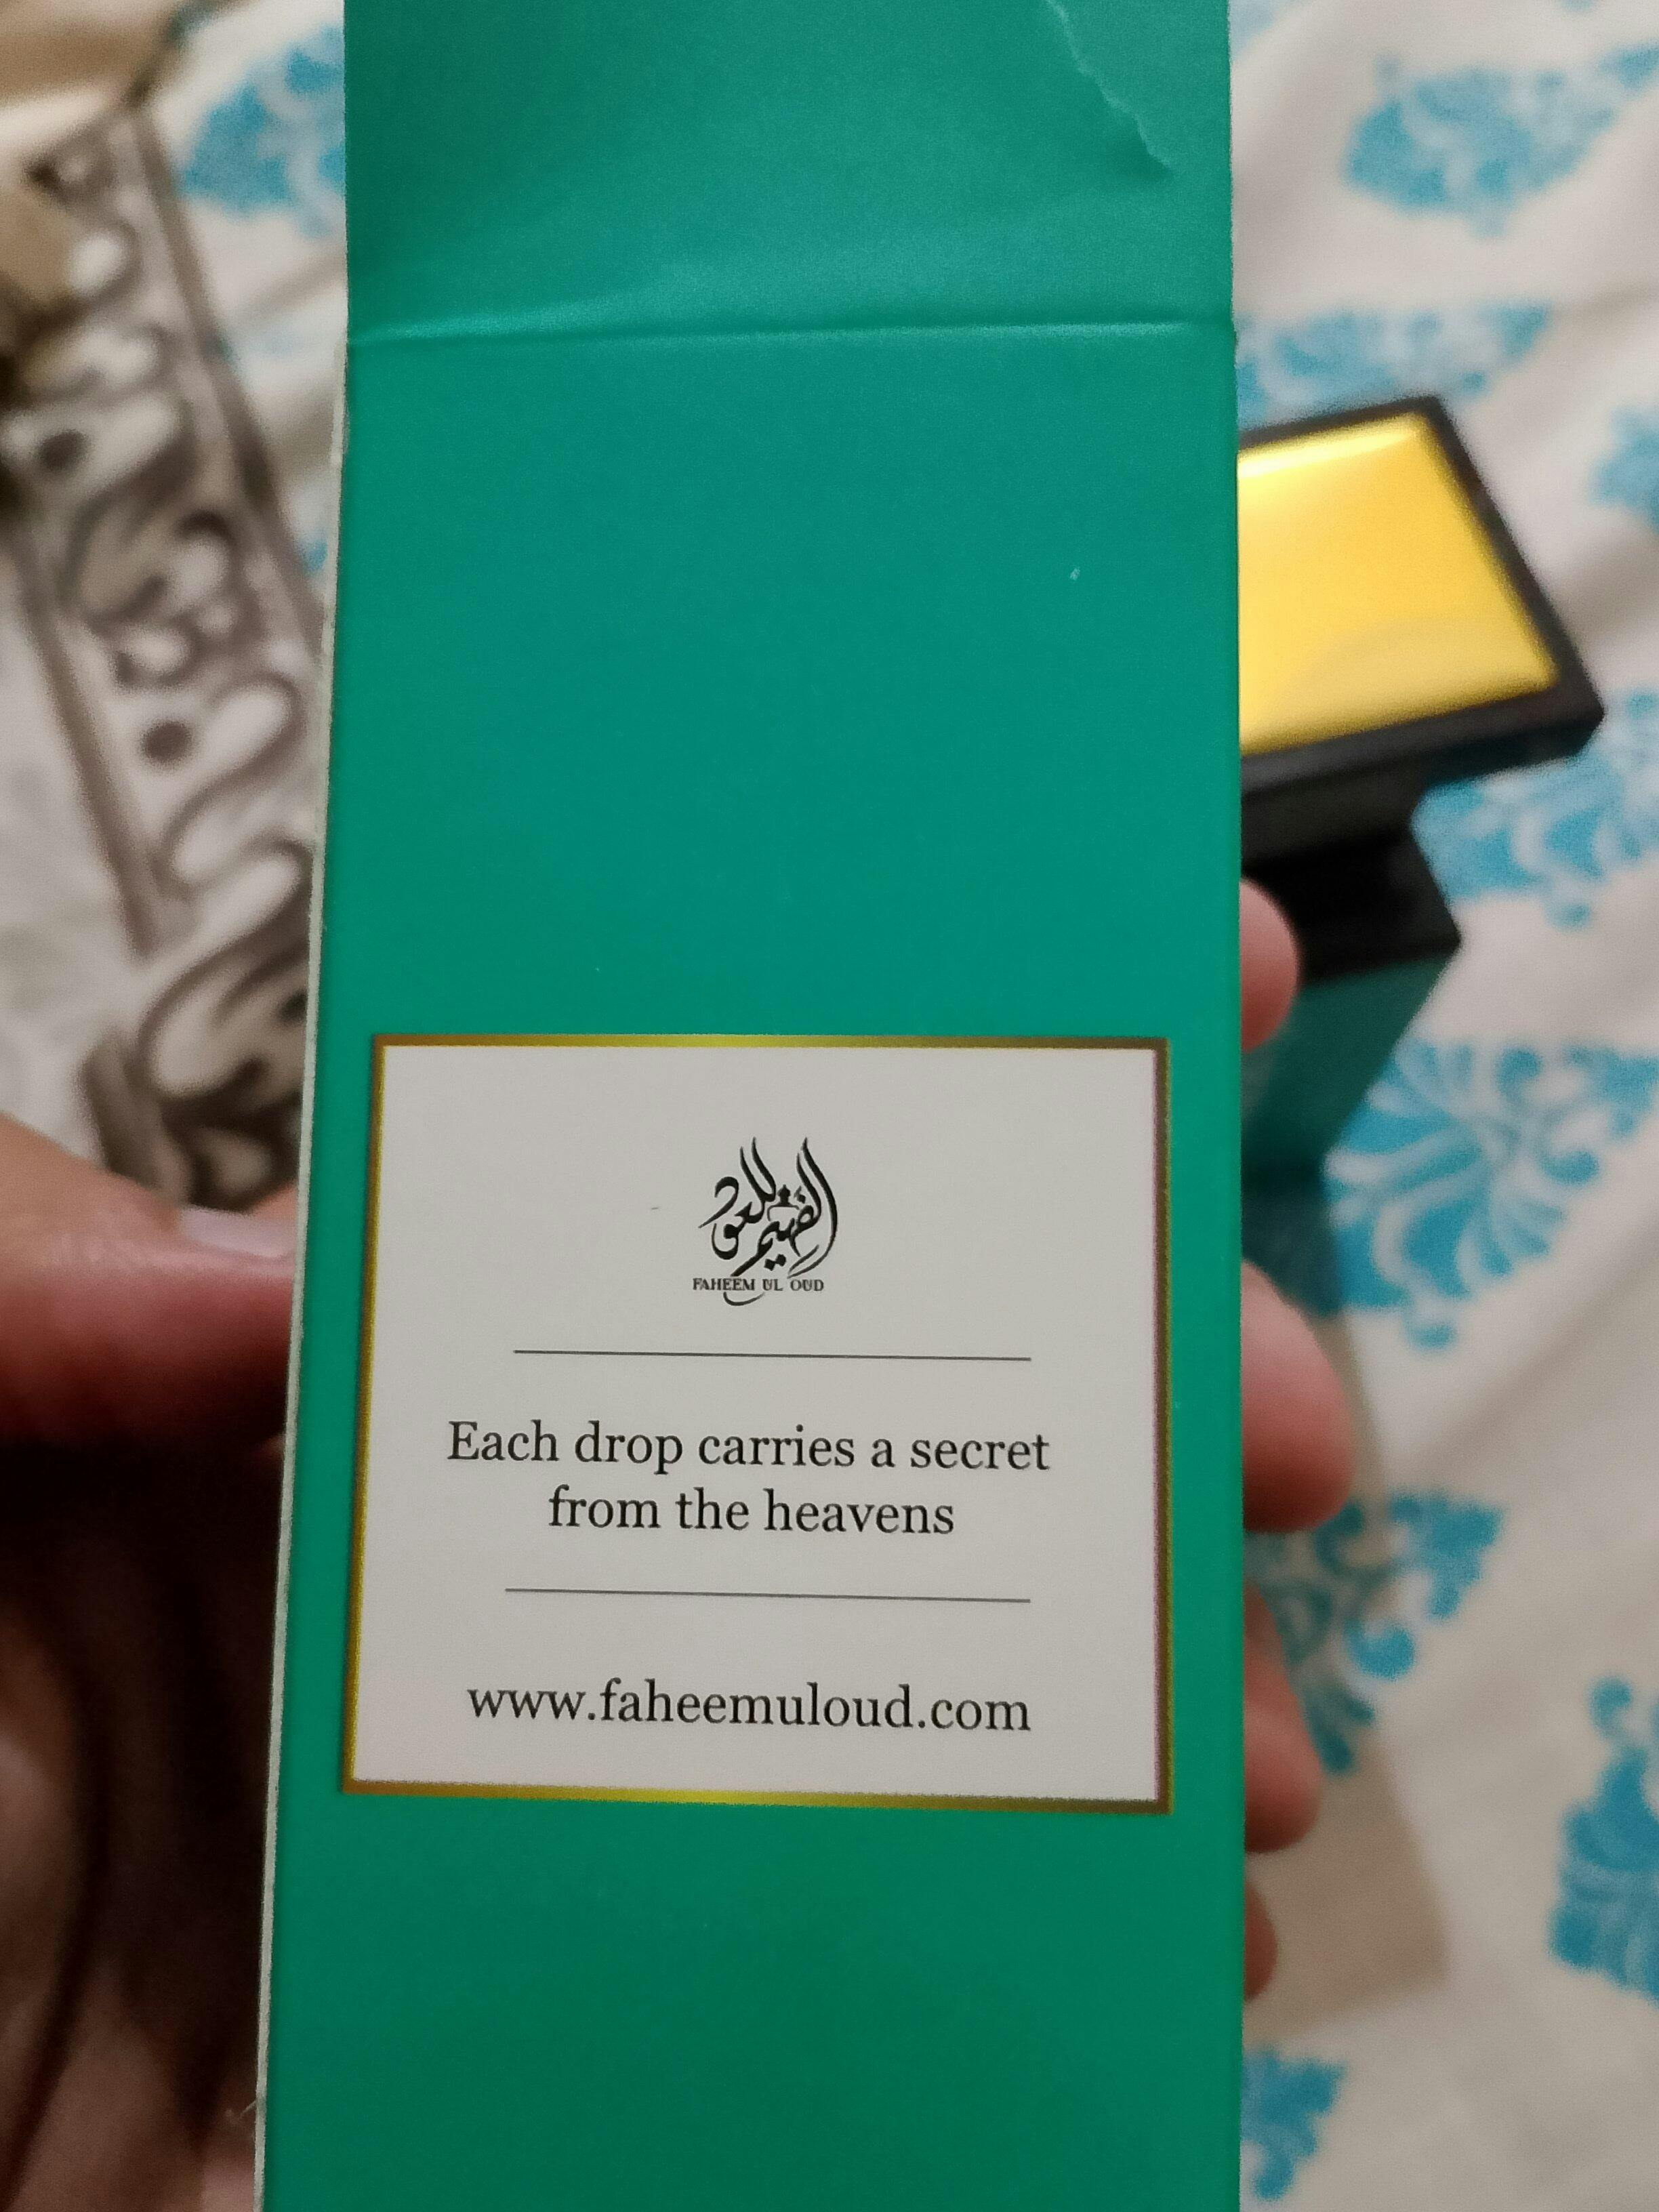 الفهيم للعود
FAHEEM UL OUD
Each drop carries a secret
from the heavens
www.faheemuloud.com